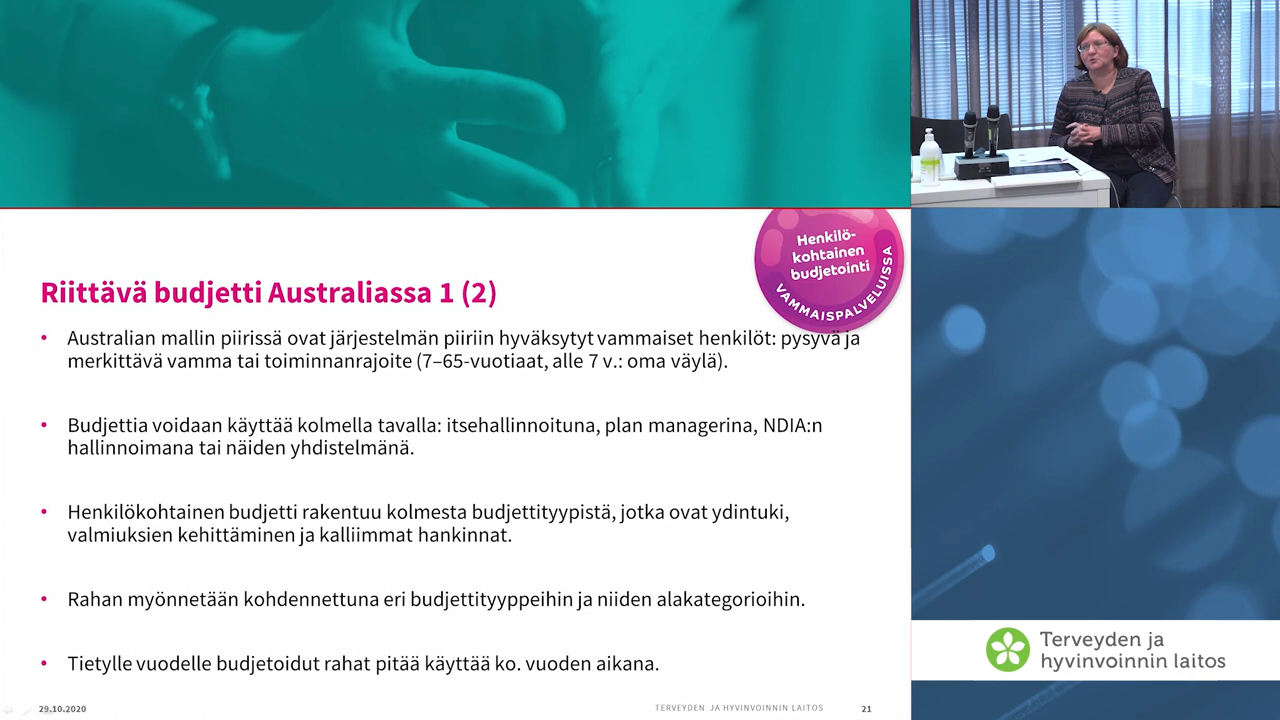 Henkilö-
kohtainen
budjetointi
VAMMAISPALVELUISSA
Riittävä budjetti Australiassa 1 (2)
• Australian mallin piirissä ovat järjestelmän piiriin hyväksytyt vammaiset henkilöt: pysyvä ja
merkittävä vamma tai toiminnanrajoite (7–65-vuotiaat, alle 7 v.: oma väylä).
• Budjettia voidaan käyttää kolmella tavalla: itsehallinnoituna, plan managerina, NDIA:n
hallinnoimana tai näiden yhdistelmänä.
• Henkilökohtainen budjetti rakentuu kolmesta budjettityypistä, jotka ovat ydintuki,
valmiuksien kehittäminen ja kalliimmat hankinnat.
• Rahan myönnetään kohdennettuna eri budjettityyppeihin ja niiden alakategorioihin.
• Tietylle vuodelle budjetoidut rahat pitää käyttää ko. vuoden aikana.
29.10.2020
TERVEYDEN JA HYVINVOINNIN LAITOS
21
Terveyden ja
hyvinvoinnin laitos